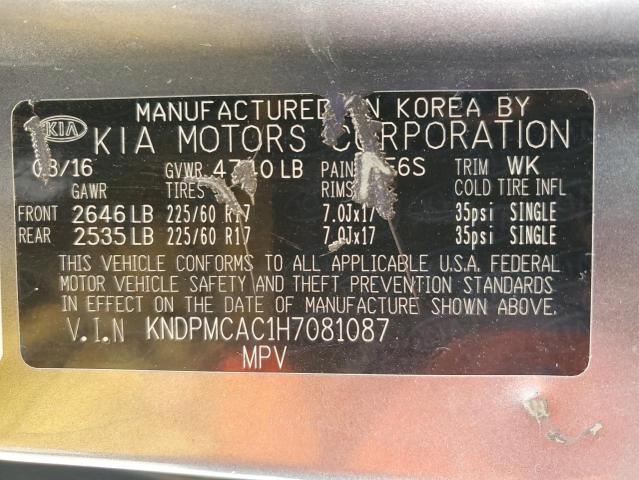 MANUFACTURED IN KOREA BY
KIA KIA MOTORS CORPORATION
08/16 GVWR LB PAINT TRIM WK
GAWR TIRES RIMS COLD TIRE INFL
FRONT 2646 LB 225/60 R17 7.0Jx17 35psi SINGLE
REAR 2535 LB 225/60 R17 7.0Jx17 35psi SINGLE
THIS VEHICLE CONFORMS TO ALL APPLICABLE U.S.A. FEDERAL
MOTOR VEHICLE SAFETY AND THEFT PREVENTION STANDARDS
IN EFFECT ON THE DATE OF MANUFACTURE SHOWN ABOVE.
V.I.N KNDPMCAC1H7081087
MPV